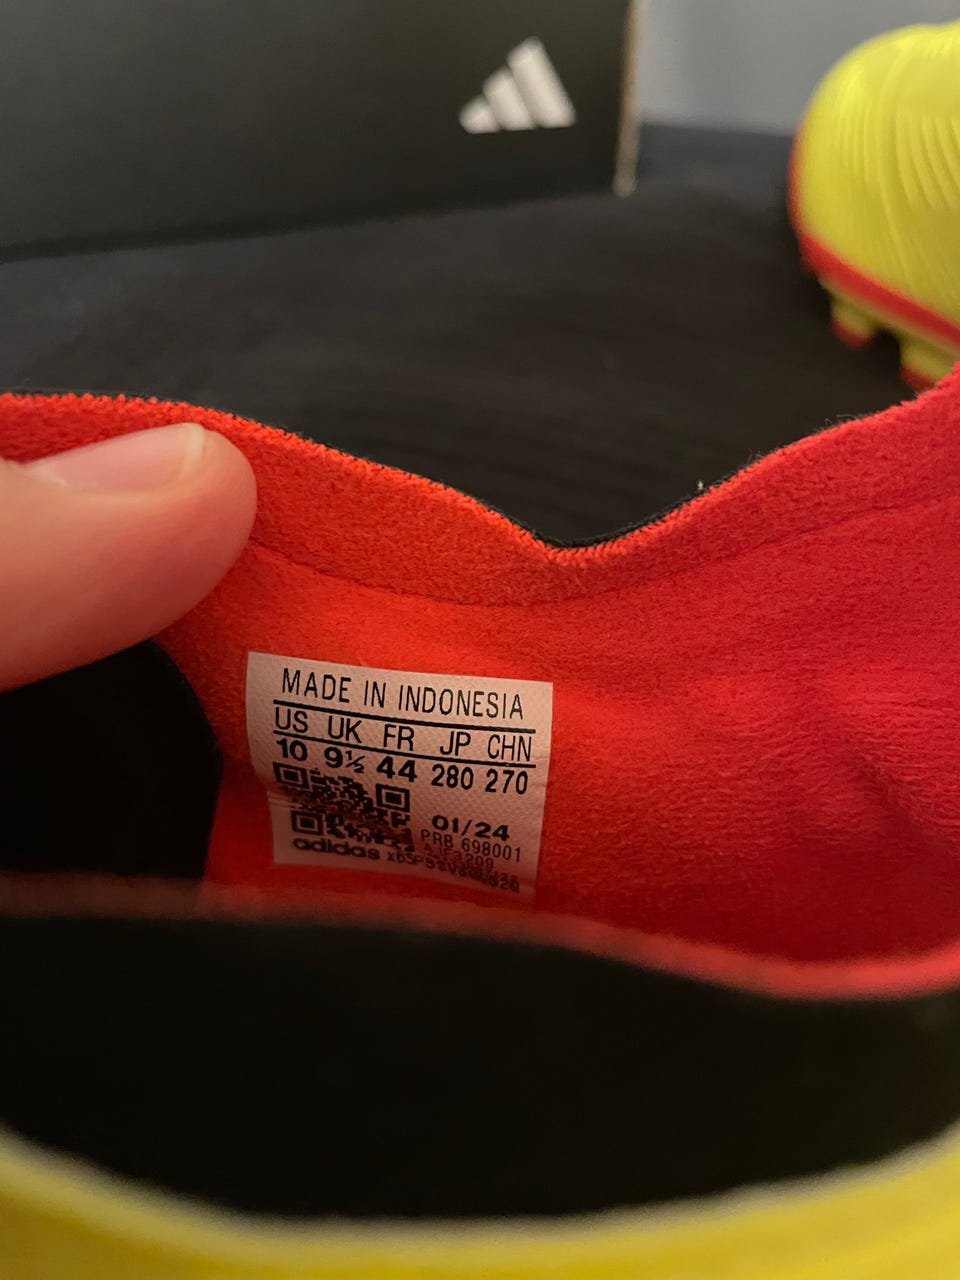 MADE IN INDONESIA
US UK FR JP CHN
10 9½ 44 280 270
01/24
PRB 698001
adidas